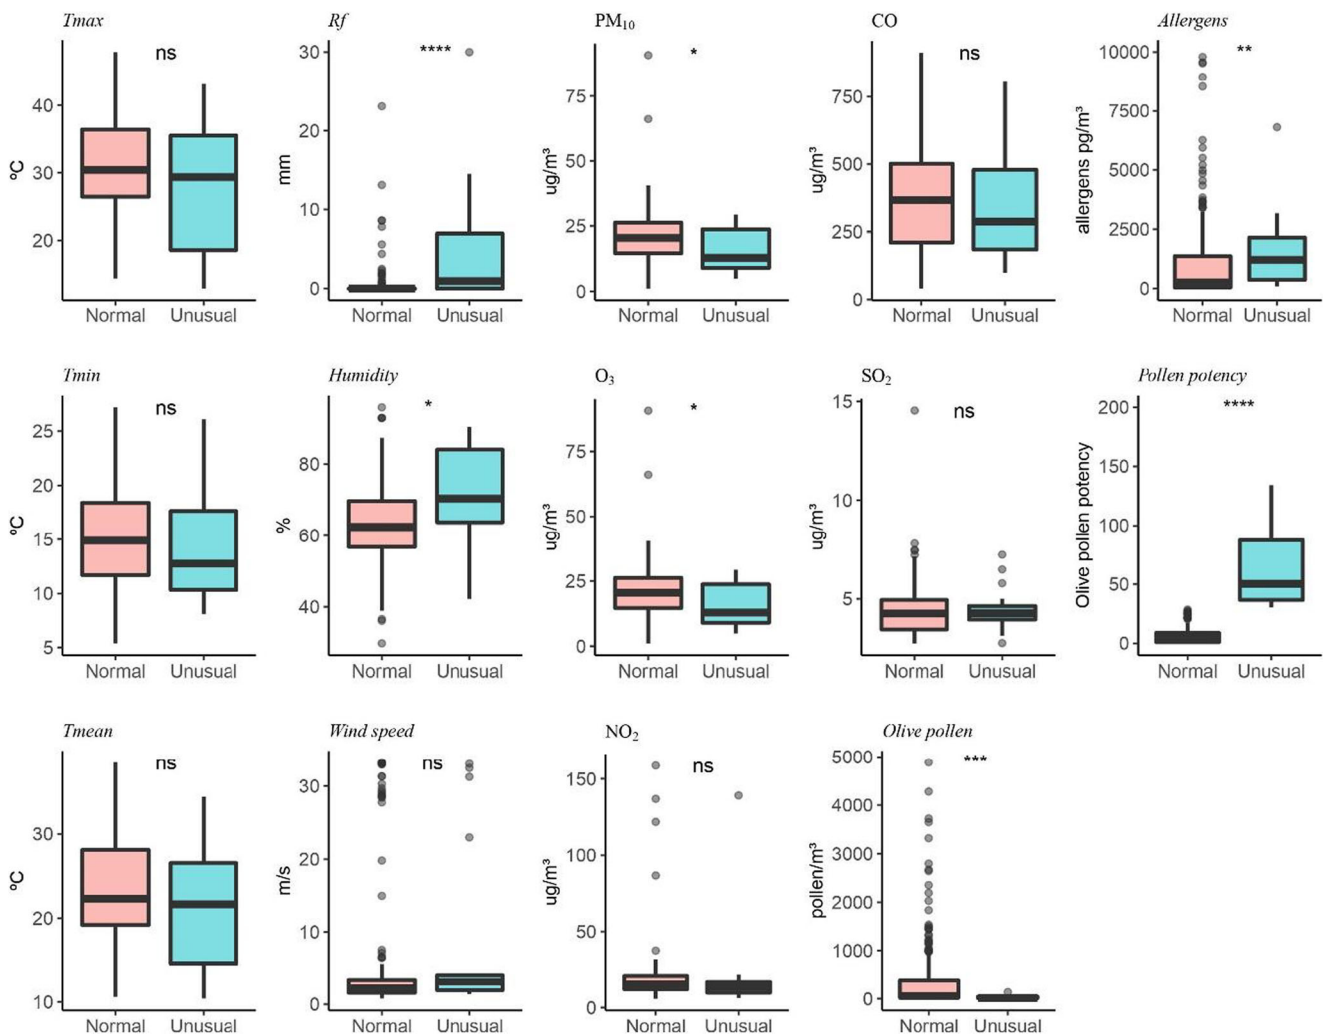 Tmax
ns
ºC
40
30
20
Normal Unusual
Rf
****
mm
30
20
10
0
Normal Unusual
PM₁₀
*
ug/m³
75
50
25
0
Normal Unusual
CO
ns
ug/m³
750
500
250
0
Normal Unusual
Allergens
**
allergens pg/m³
10000
7500
5000
2500
0
Normal Unusual
Tmin
ns
ºC
25
20
15
10
5
Normal Unusual
Humidity
*
%
80
60
40
Normal Unusual
O₃
*
ug/m³
75
50
25
0
Normal Unusual
SO₂
ns
ug/m³
15
10
5
Normal Unusual
Pollen potency
****
Olive pollen potency
200
150
100
50
0
Normal Unusual
Tmean
ns
ºC
30
20
10
Normal Unusual
Wind speed
ns
m/s
30
20
10
0
Normal Unusual
NO₂
ns
ug/m³
150
100
50
0
Normal Unusual
Olive pollen
***
pollen/m³
5000
4000
3000
2000
1000
0
Normal Unusual